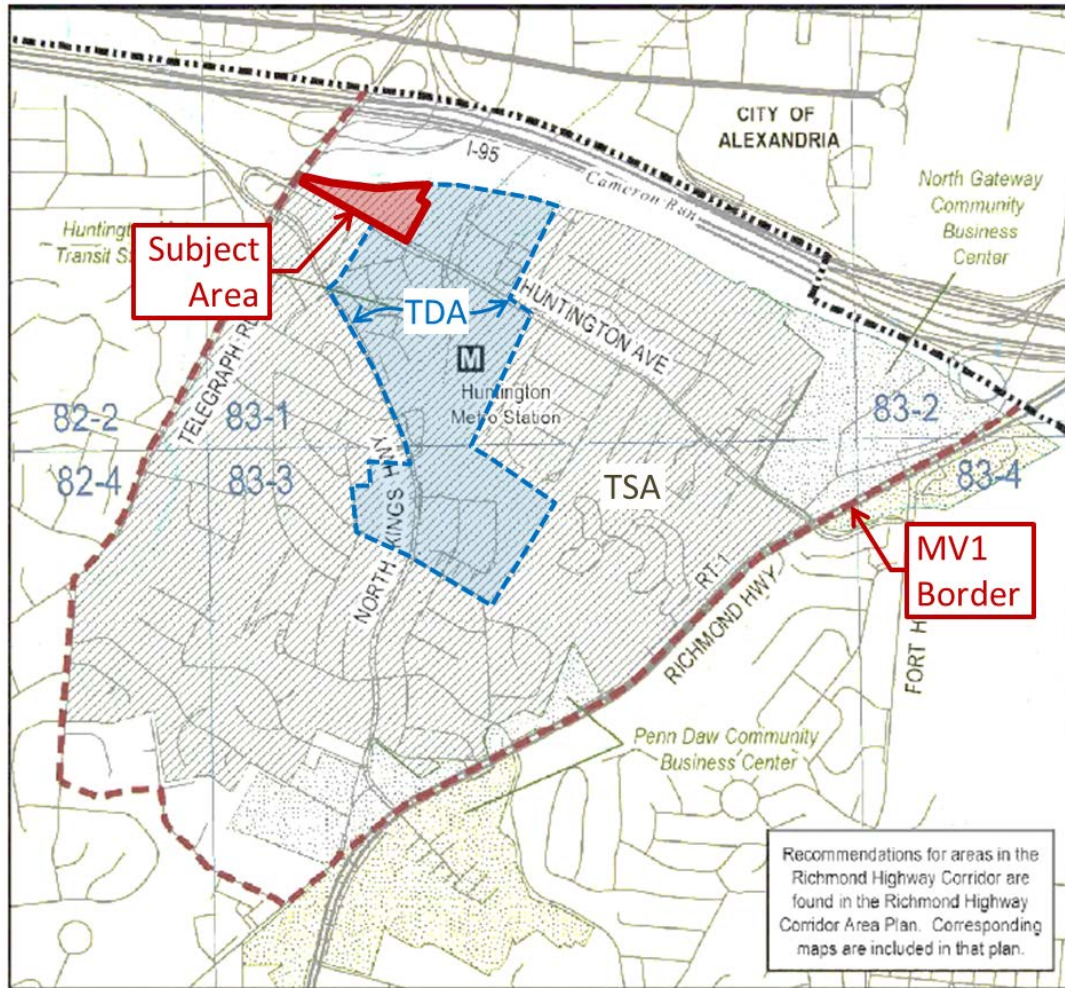 CITY OF
ALEXANDRIA
I-95
Cameron Run
North Gateway
Community
Business
Center
Subject
Area
Transit
TDA
HUNTINGTON AVE
M
Huntington
Metro Station
TELEGRAPH
82-2
83-1
83-2
82-4
83-3
83-4
TSA
NORTH KINGS HWY
RT 1
RICHMOND HWY
MV1
Border
FORT H
Penn Daw Community
Business Center
Recommendations for areas in the
Richmond Highway Corridor are
found in the Richmond Highway
Corridor Area Plan. Corresponding
maps are included in that plan.